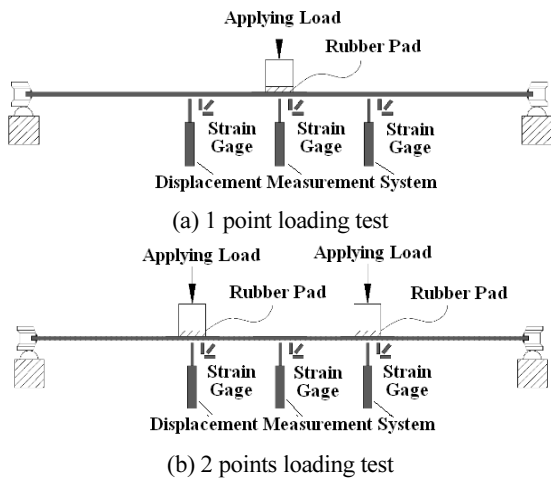 Applying Load
Rubber Pad
Strain Gage
Strain Gage
Strain Gage
Displacement Measurement System
(a) 1 point loading test
Applying Load
Applying Load
Rubber Pad
Rubber Pad
Strain Gage
Strain Gage
Strain Gage
Displacement Measurement System
(b) 2 points loading test